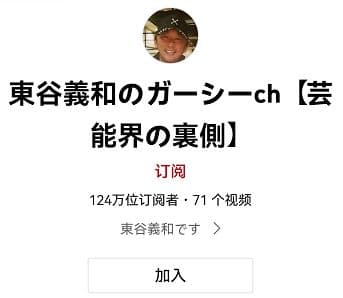 東谷義和のガーシーch【芸
能界の裏側】
订阅
124万位订阅者・71 个视频
東谷義和です
加入